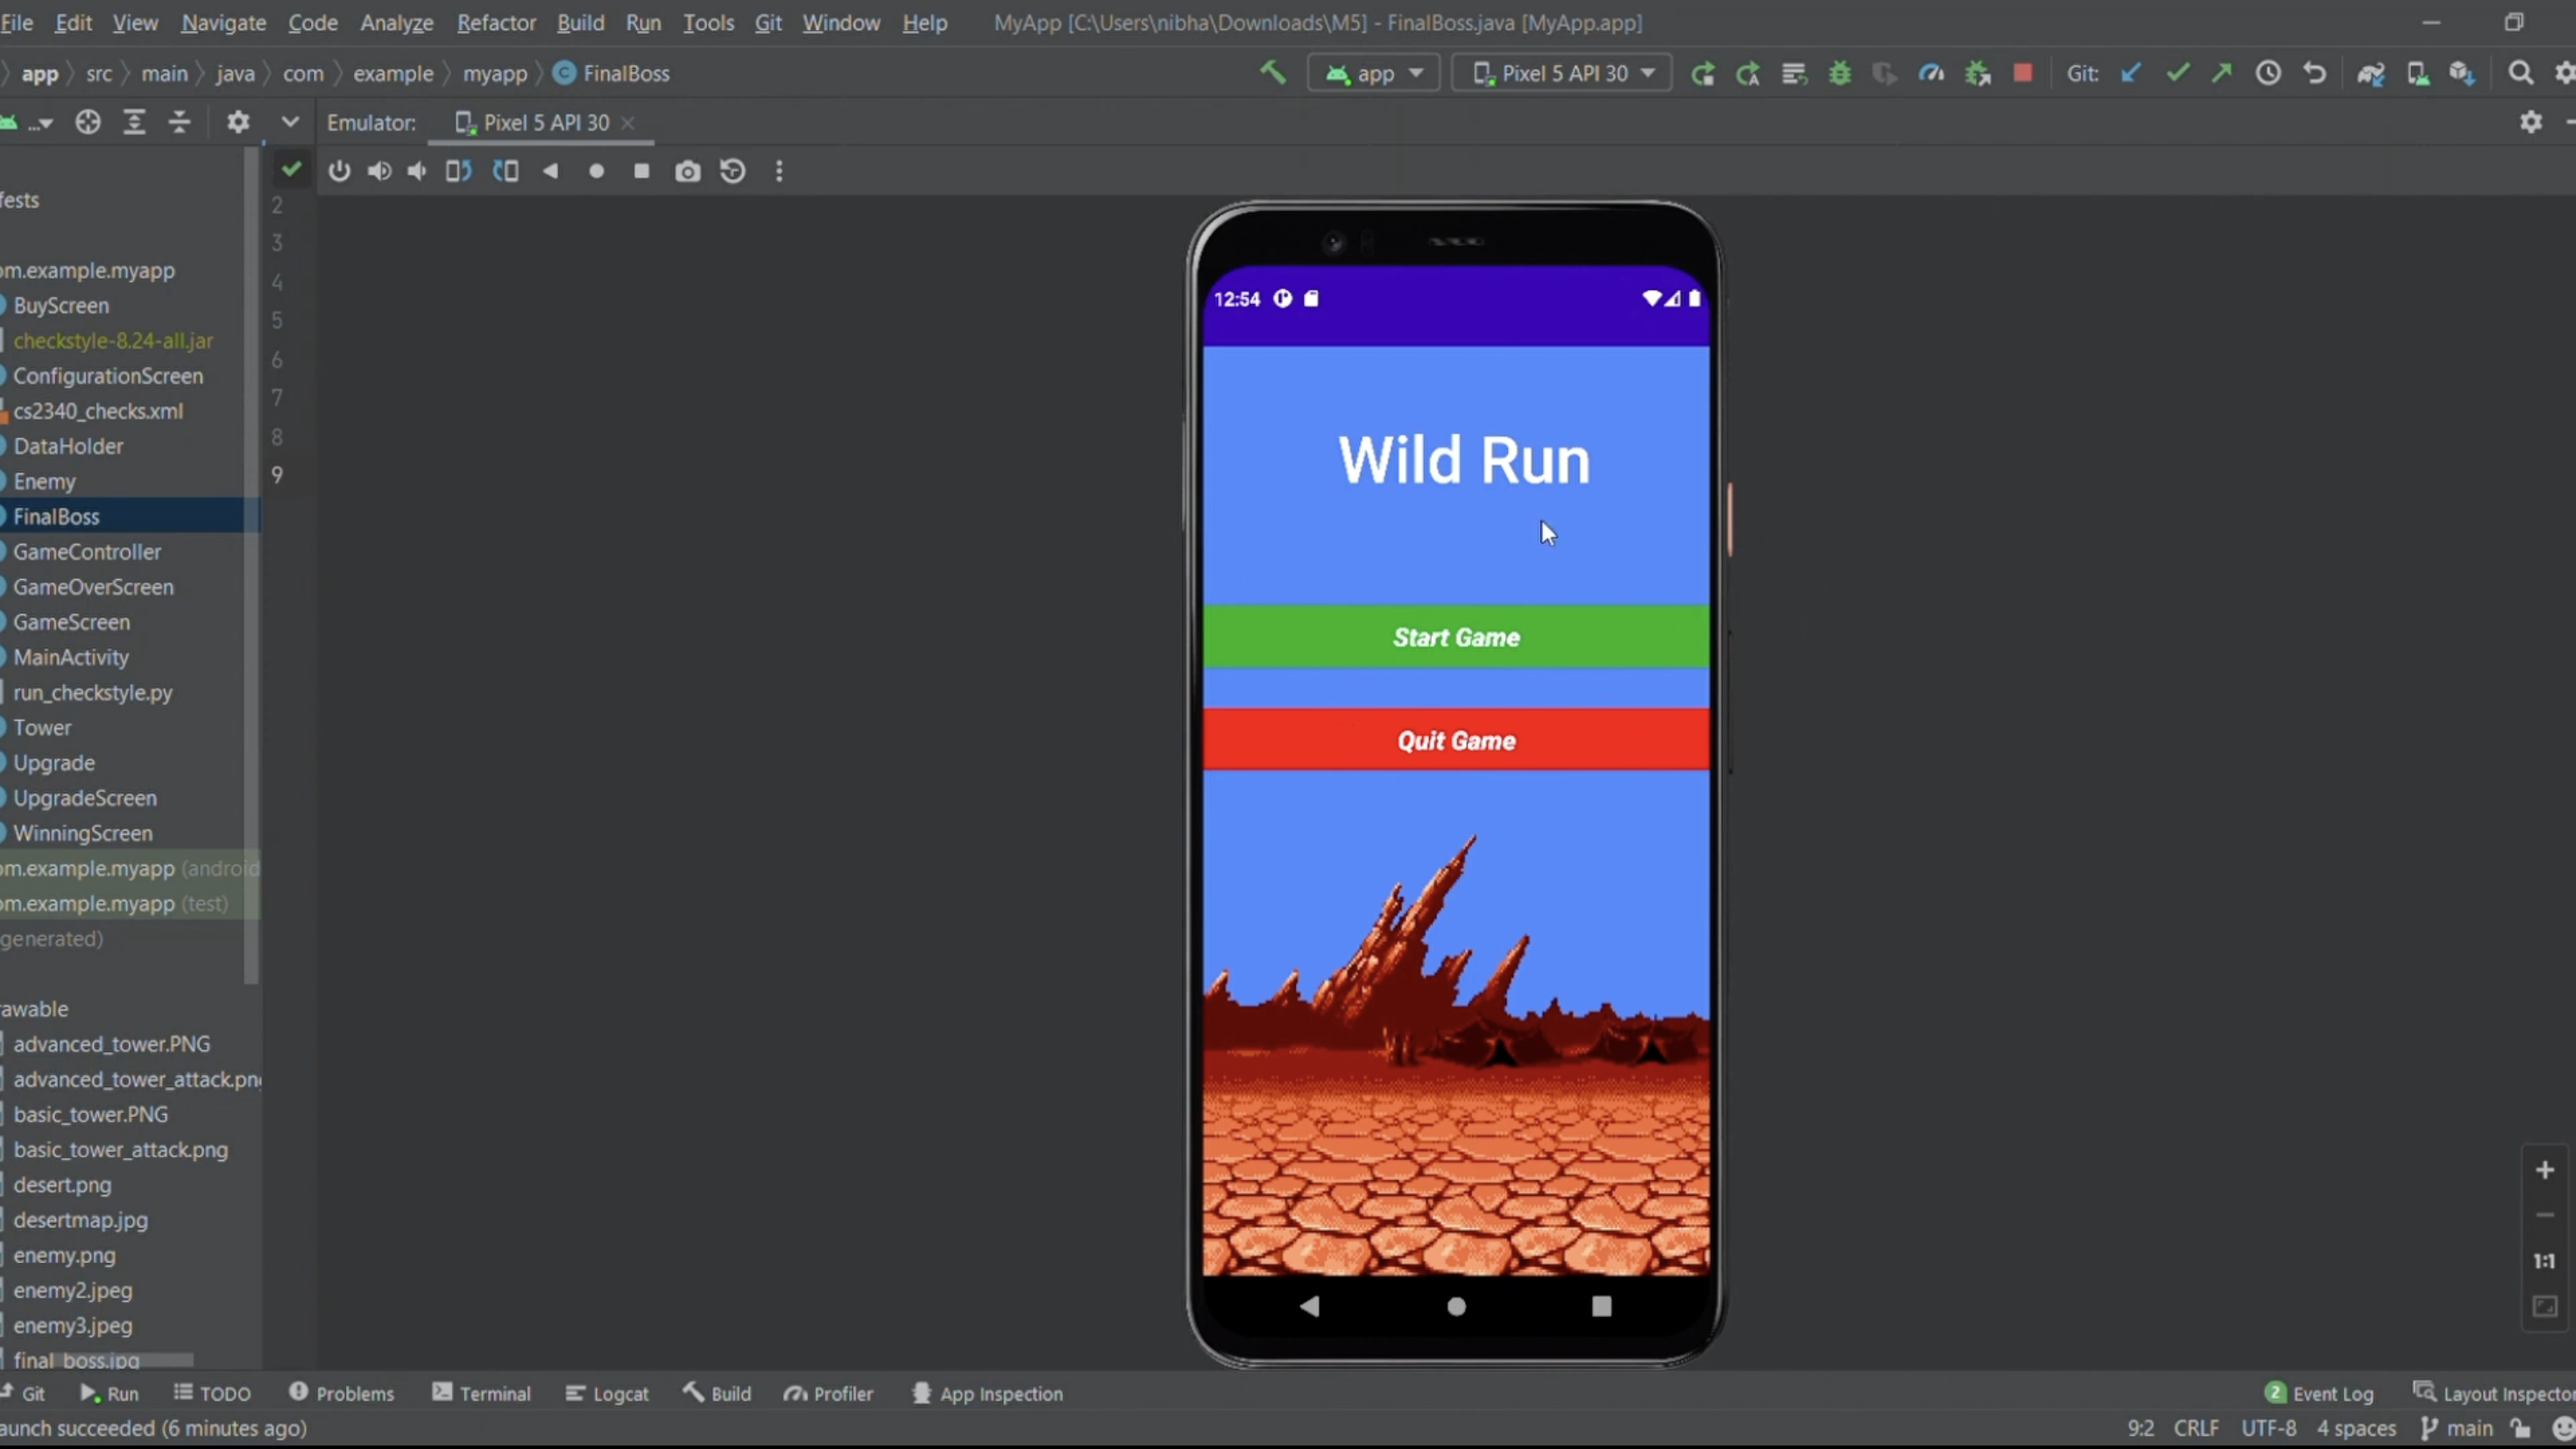 File Edit View Navigate Code Analyze Refactor Build Run Tools Git Window Help MyApp [C:\Users\nibha\Downloads\M5] - FinalBoss.java [MyApp.app]
app src main java com example myapp FinalBoss app Pixel 5 API 30 Git:
... Emulator: Pixel 5 API 30
fests
2
3
om.example.myapp
4
BuyScreen
5
checkstyle-8.24-all.jar
6
ConfigurationScreen
7
cs2340_checks.xml
8
DataHolder
9
Enemy
FinalBoss
GameController
GameOverScreen
GameScreen
MainActivity
run_checkstyle.py
Tower
Upgrade
UpgradeScreen
WinningScreen
om.example.myapp (android
om.example.myapp (test)
generated)
rawable
advanced_tower.PNG
advanced_tower_attack.png
basic_tower.PNG
basic_tower_attack.png
desert.png
desertmap.jpg
enemy.png
enemy2.jpeg
enemy3.jpeg
final_boss.jpg
12:54
Wild Run
Start Game
Quit Game
1:1
Git Run TODO Problems Terminal Logcat Build Profiler App Inspection 2 Event Log Layout Inspector
aunch succeeded (6 minutes ago) 9:2 CRLF UTF-8 4 spaces main